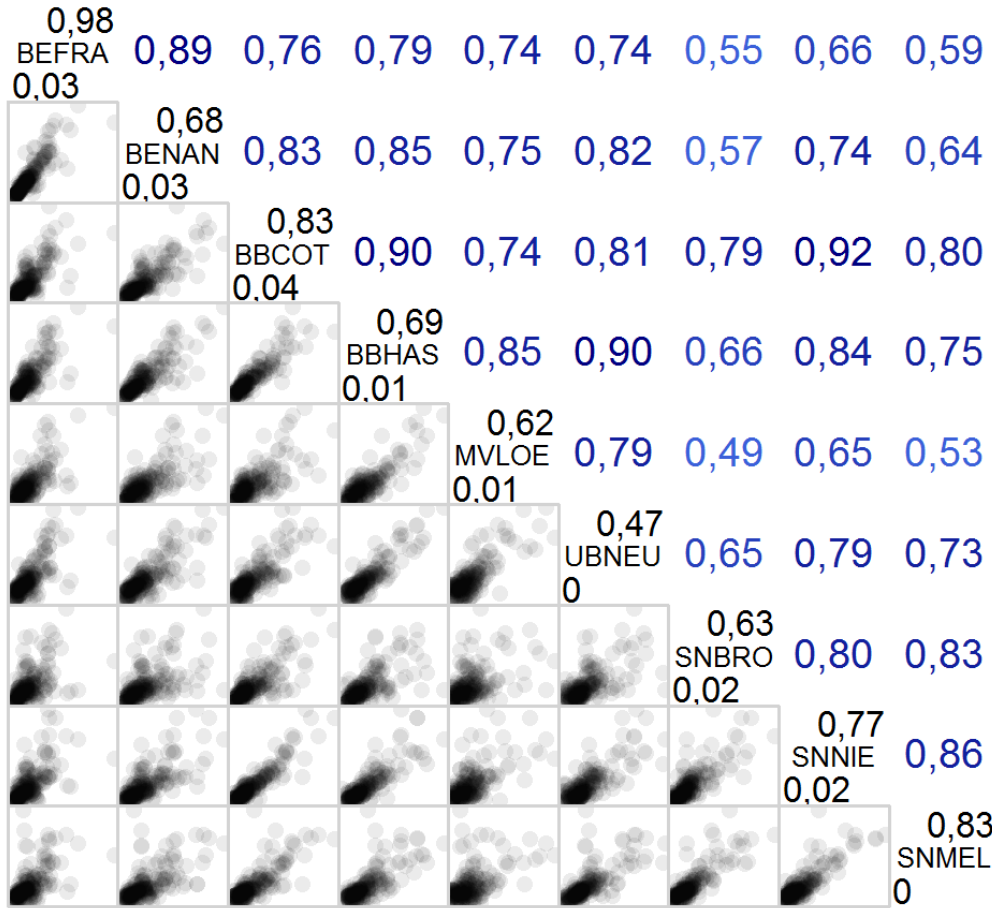 0,98
BEFRA 0,89 0,76 0,79 0,74 0,74 0,55 0,66 0,59
0,03
0,68
BENAN 0,83 0,85 0,75 0,82 0,57 0,74 0,64
0,03
0,83
BBCOT 0,90 0,74 0,81 0,79 0,92 0,80
0,04
0,69
BBHAS 0,85 0,90 0,66 0,84 0,75
0,01
0,62
MVLOE 0,79 0,49 0,65 0,53
0,01
0,47
UBNEU 0,65 0,79 0,73
0
0,63
SNBRO 0,80 0,83
0,02
0,77
SNNIE 0,86
0,02
0,83
SNMEL
0